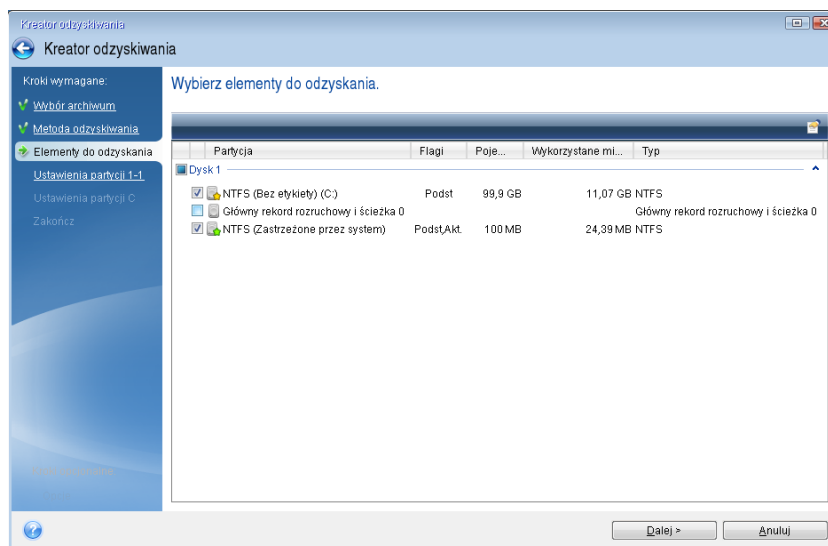 Kreator odzyskiwania
Kreator odzyskiwania
Kroki wymagane:
Wybór archiwum
Metoda odzyskiwania
Elementy do odzyskania
Ustawienia partycji 1-1
Ustawienia partycji C
Zakończ
Wybierz elementy do odzyskania.
Partycja Flagi Poje... Wykorzystane mi... Typ
Dysk 1
NTFS (Bez etykiety) (C:) Podst 99,9 GB 11,07 GB NTFS
Główny rekord rozruchowy i ścieżka 0 Główny rekord rozruchowy i ścieżka 0
NTFS (Zastrzeżone przez system) Podst,Akt. 100 MB 24,39 MB NTFS
Dalej > Anuluj